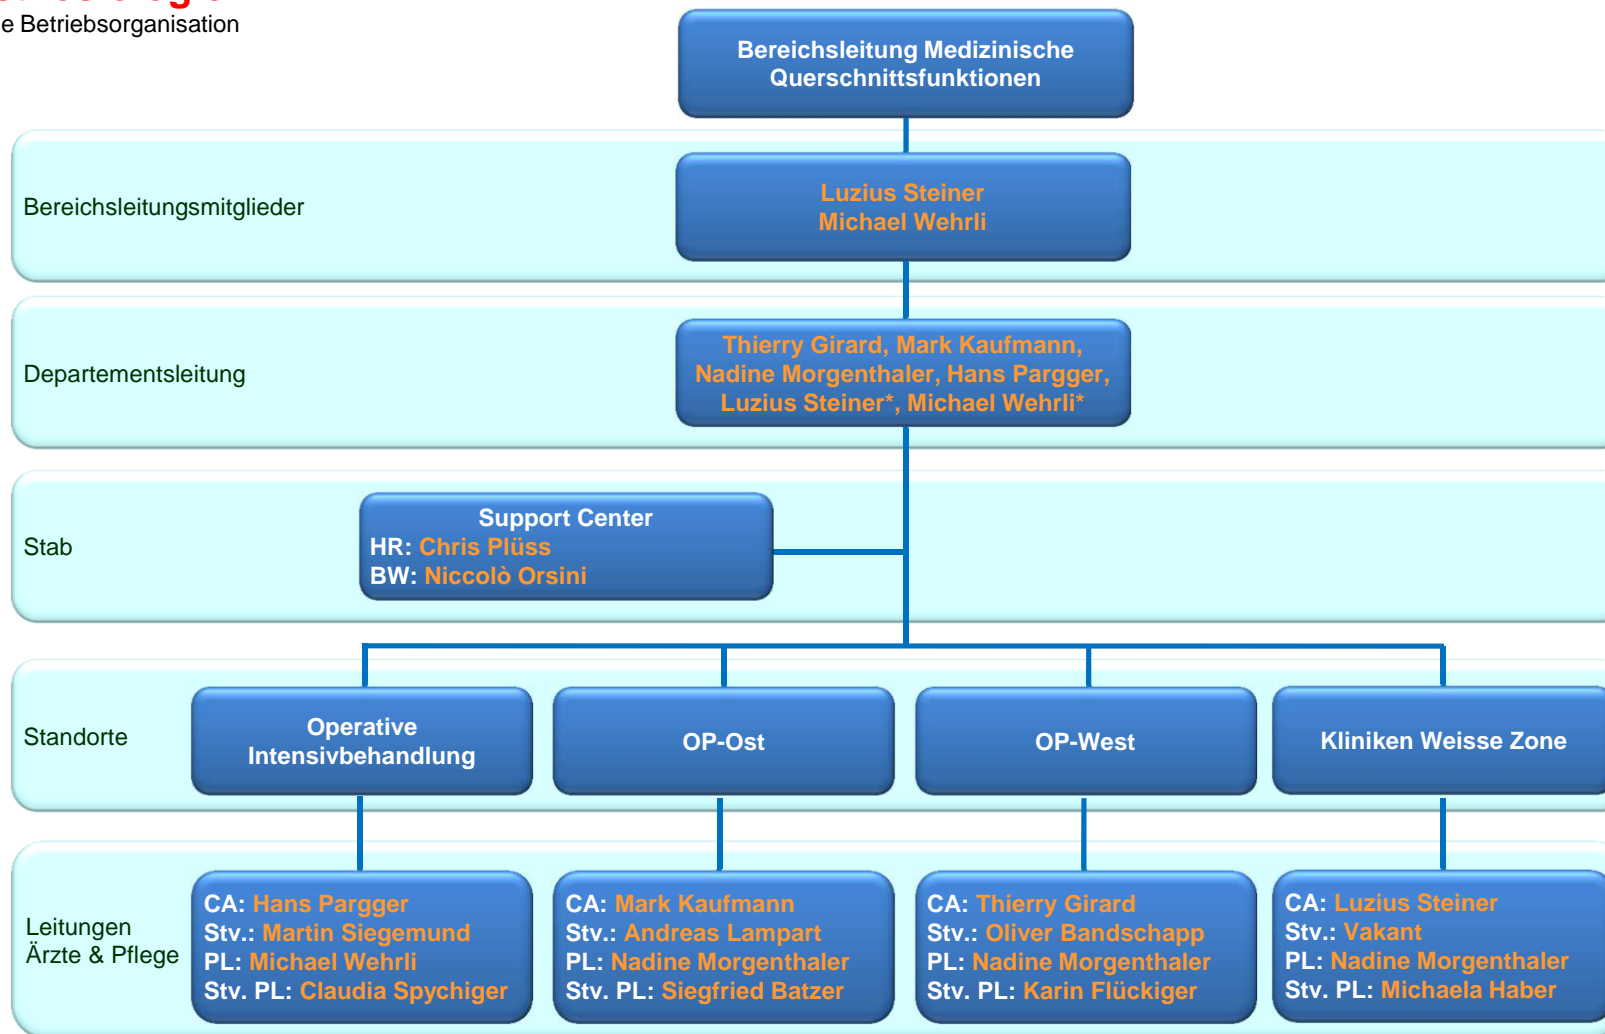 e Betriebsorganisation
Bereichsleitung Medizinische
Querschnittsfunktionen
Bereichsleitungsmitglieder
Luzius Steiner
Michael Wehrli
Departementsleitung
Thierry Girard, Mark Kaufmann,
Nadine Morgenthaler, Hans Pargger,
Luzius Steiner*, Michael Wehrli*
Stab
Support Center
HR: Chris Plüss
BW: Niccolò Orsini
Standorte
Operative
Intensivbehandlung
OP-Ost
OP-West
Kliniken Weisse Zone
Leitungen
Ärzte & Pflege
CA: Hans Pargger
Stv.: Martin Siegemund
PL: Michael Wehrli
Stv. PL: Claudia Spychiger
CA: Mark Kaufmann
Stv.: Andreas Lampart
PL: Nadine Morgenthaler
Stv. PL: Siegfried Batzer
CA: Thierry Girard
Stv.: Oliver Bandschapp
PL: Nadine Morgenthaler
Stv. PL: Karin Flückiger
CA: Luzius Steiner
Stv.: Vakant
PL: Nadine Morgenthaler
Stv. PL: Michaela Haber